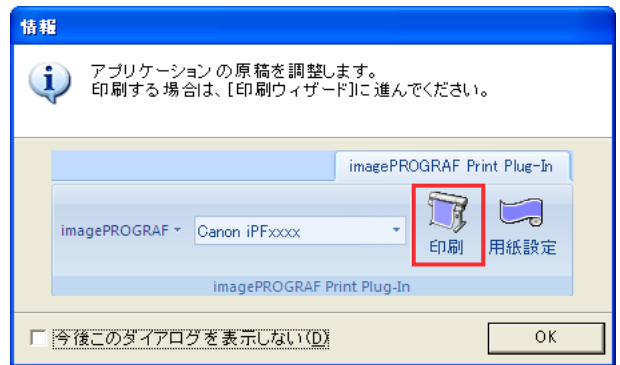 情報
アプリケーションの原稿を調整します。
印刷する場合は、[印刷ウィザード]に進んでください。
imagePROGRAF Print Plug-In
imagePROGRAF
Canon iPFxxxx
印刷
用紙設定
imagePROGRAF Print Plug-In
今後このダイアログを表示しない(D)
OK